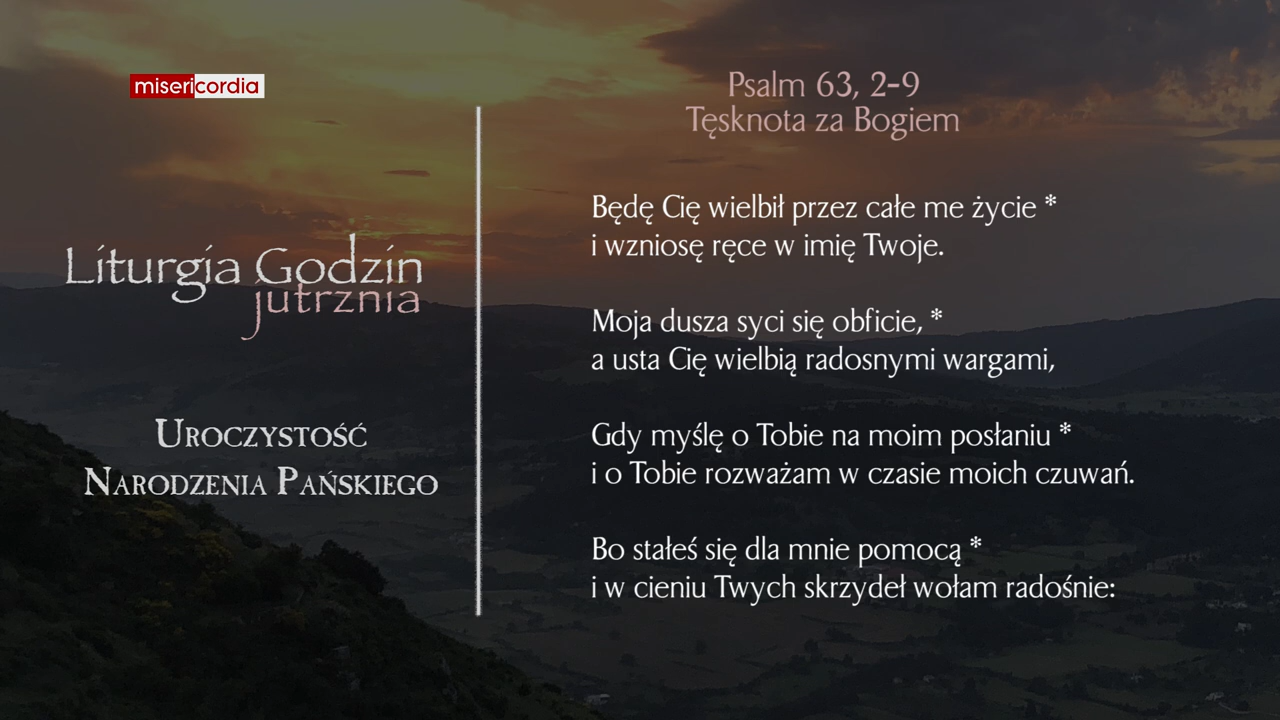 misericordia
Liturgia Godzin
jutrznia
Uroczystość
Narodzenia Pańskiego
Psalm 63, 2-9
Tęsknota za Bogiem
Będę Cię wielbił przez całe me życie *
i wzniosę ręce w imię Twoje.
Moja dusza syci się obficie, *
a usta Cię wielbią radosnymi wargami,
Gdy myślę o Tobie na moim posłaniu *
i o Tobie rozważam w czasie moich czuwań.
Bo stałeś się dla mnie pomocą *
i w cieniu Twych skrzydeł wołam radośnie: